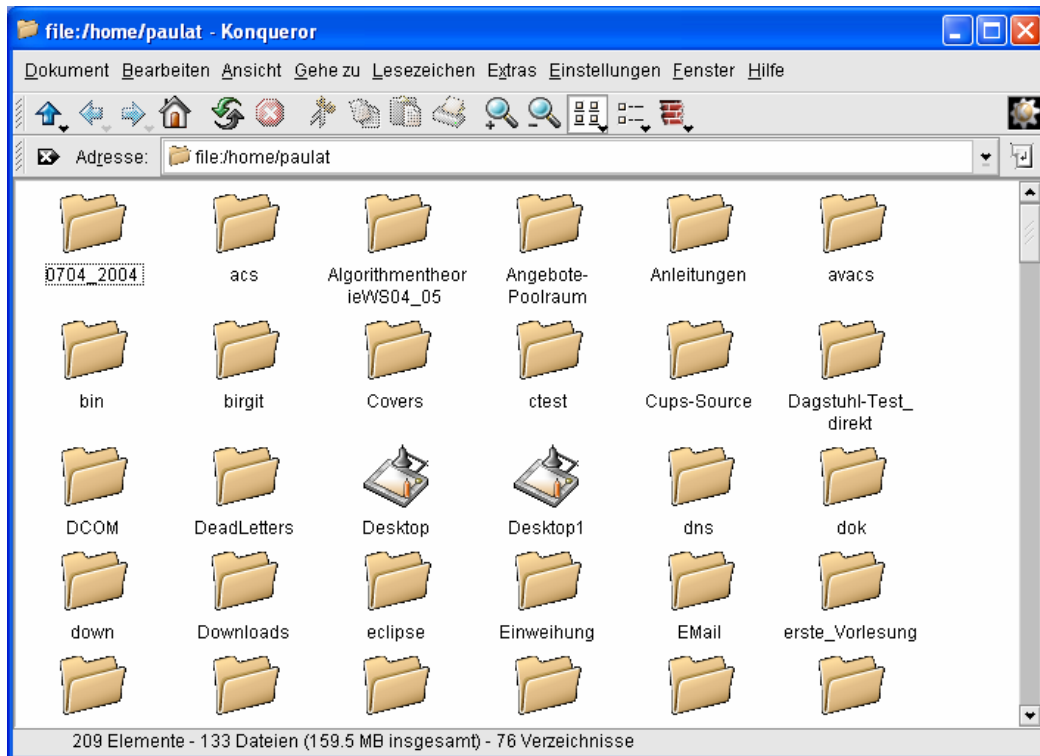 file:/home/paulat - Konqueror
Dokument Bearbeiten Ansicht Gehe zu Lesezeichen Extras Einstellungen Fenster Hilfe
Adresse: file:/home/paulat
0704_2004 acs Algorithmentheor Angebote- Anleitungen avacs
ieWS04_05 Poolraum
bin birgit Covers ctest Cups-Source Dagstuhl-Test_
direkt
DCOM DeadLetters Desktop Desktop1 dns dok
down Downloads eclipse Einweihung EMail erste_Vorlesung
209 Elemente - 133 Dateien (159.5 MB insgesamt) - 76 Verzeichnisse